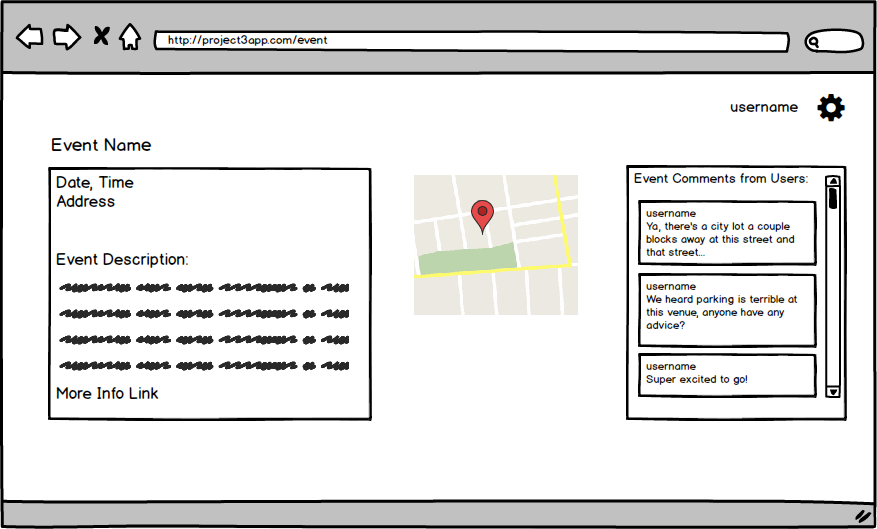 http://project3app.com/event
username
Event Name
Date, Time
Address
Event Description:
More Info Link
Event Comments from Users:
username
Ya, there's a city lot a couple
blocks away at this street and
that street...
username
We heard parking is terrible at
this venue, anyone have any
advice?
username
Super excited to go!